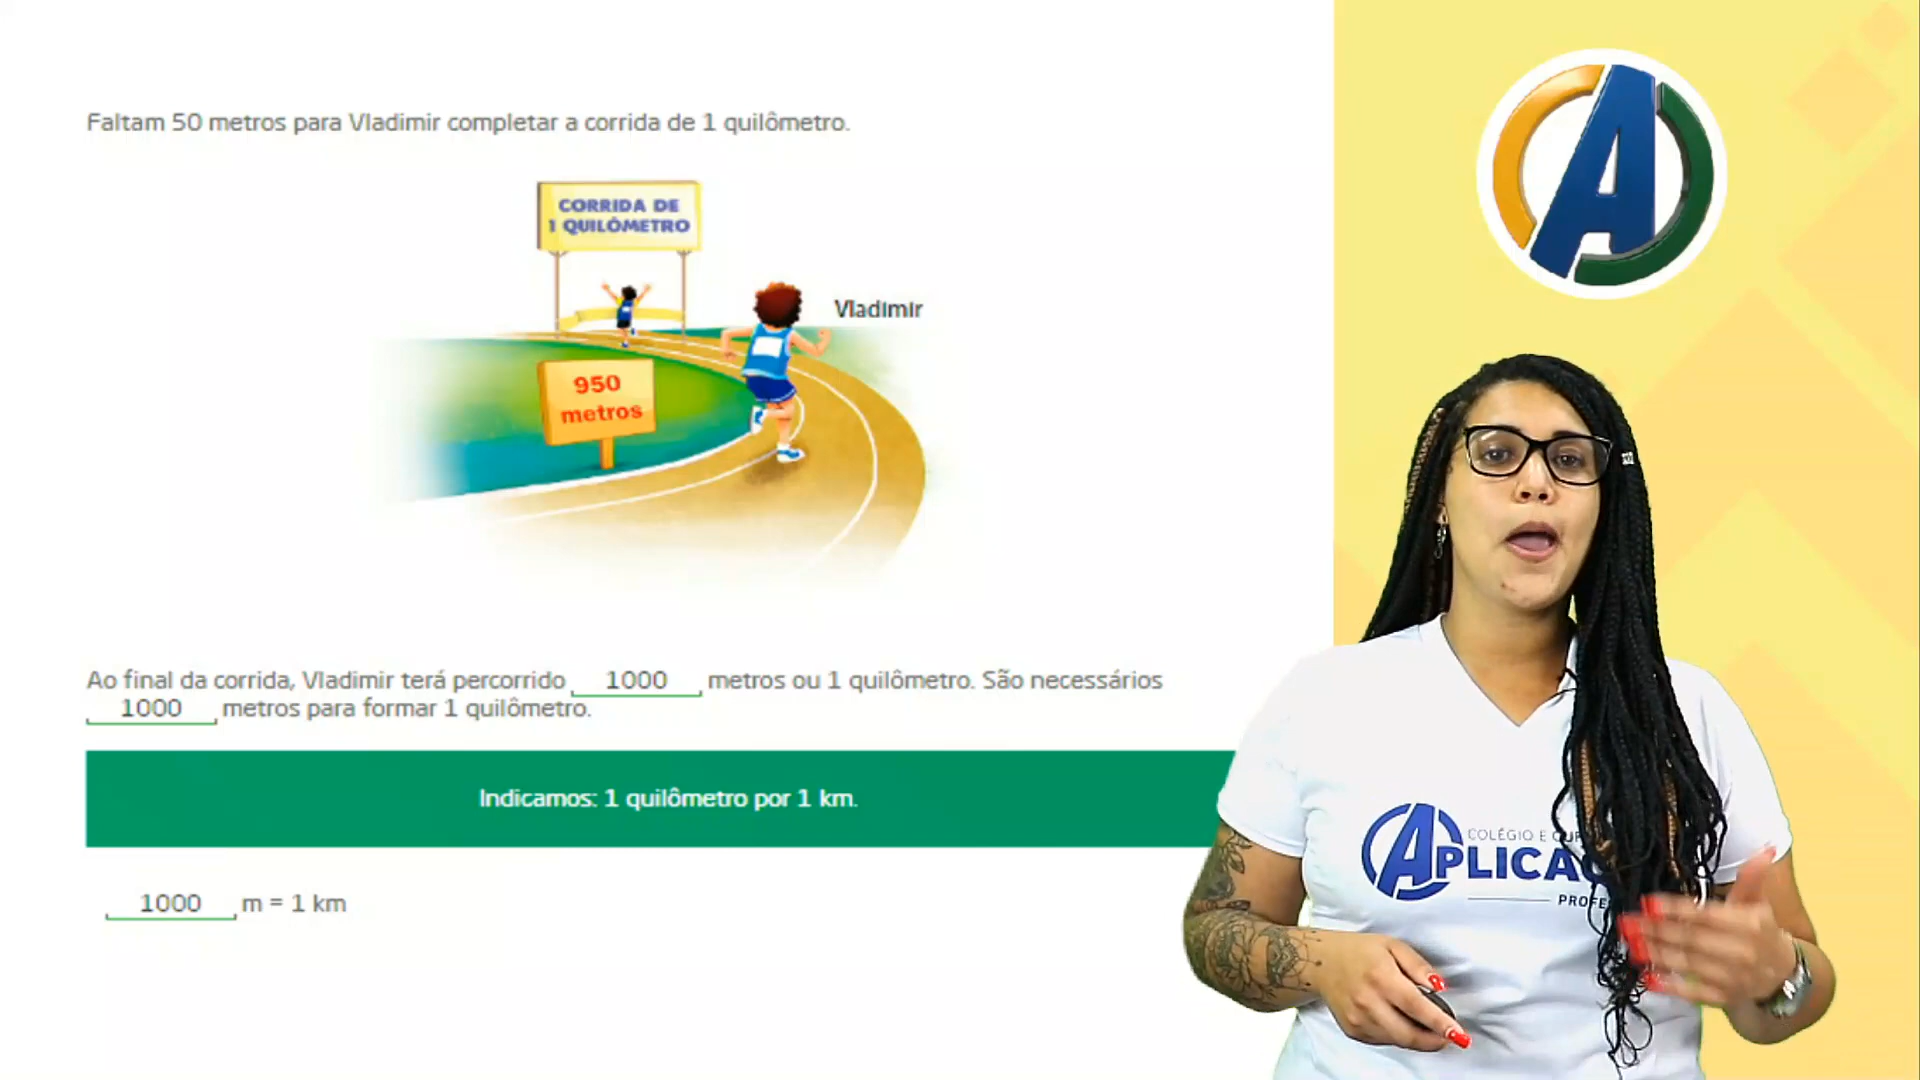 Faltam 50 metros para Vladimir completar a corrida de 1 quilômetro.
CORRIDA DE
1 QUILÔMETRO
Vladimir
950
metros
Ao final da corrida, Vladimir terá percorrido 1000 metros ou 1 quilômetro. São necessários
1000 metros para formar 1 quilômetro.
Indicamos: 1 quilômetro por 1 km.
1000 m = 1 km
A
COLÉGIO E
APLICA